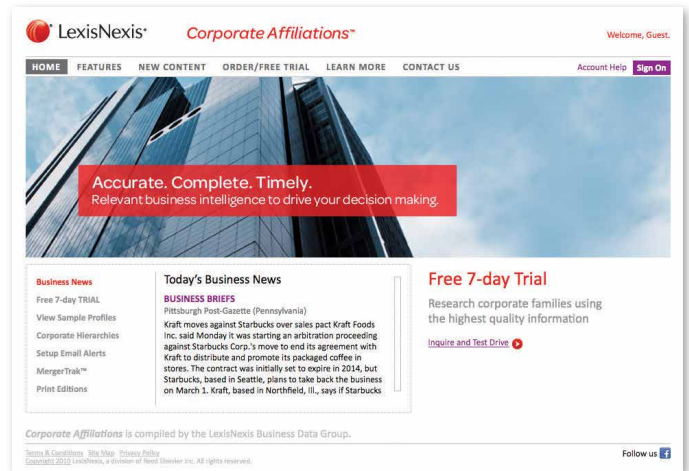 LexisNexis® Corporate Affiliations™
Welcome, Guest.
HOME FEATURES NEW CONTENT ORDER/FREE TRIAL LEARN MORE CONTACT US
Account Help Sign On
Accurate. Complete. Timely.
Relevant business intelligence to drive your decision making.
Business News
Free 7-day TRIAL
View Sample Profiles
Corporate Hierarchies
Setup Email Alerts
MergerTrak™
Print Editions
Today's Business News
BUSINESS BRIEFS
Pittsburgh Post-Gazette (Pennsylvania)
Kraft moves against Starbucks over sales pact Kraft Foods
Inc. said Monday it was starting an arbitration proceeding
against Starbucks Corp.'s move to end its agreement with
Kraft to distribute and promote its packaged coffee in
stores. The contract was initially set to expire in 2014, but
Starbucks, based in Seattle, plans to take back the business
on March 1. Kraft, based in Northfield, Ill., says if Starbucks
Free 7-day Trial
Research corporate families using
the highest quality information
Inquire and Test Drive
Corporate Affiliations is compiled by the LexisNexis Business Data Group.
Terms & Conditions Site Map Privacy Policy
Copyright 2010 LexisNexis, a division of Reed Elsevier Inc. All rights reserved.
Follow us f